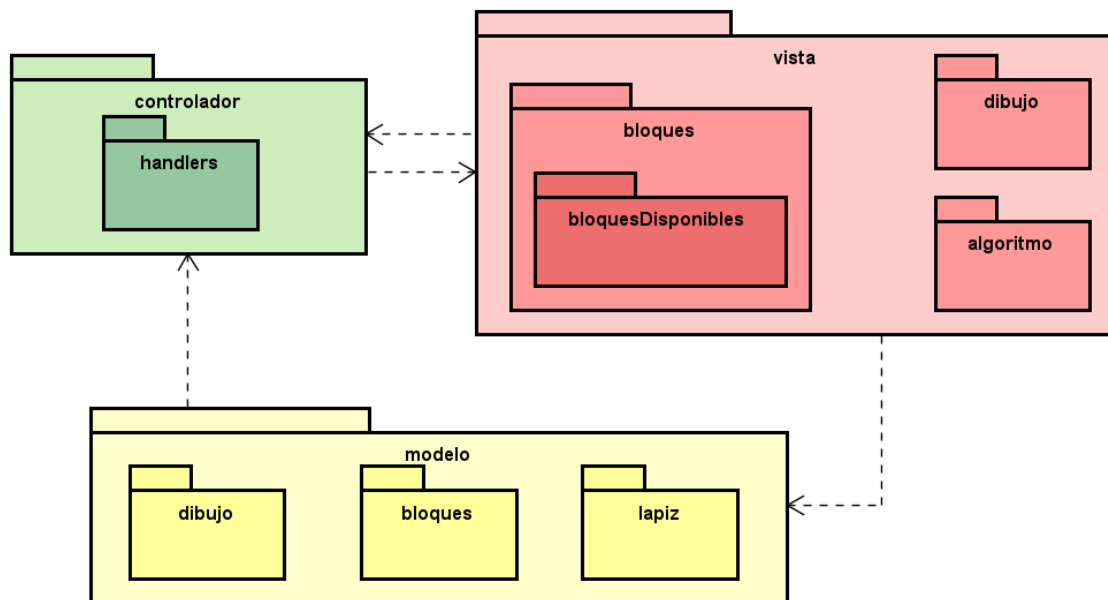 vista
controlador
dibujo
bloques
handlers
bloquesDisponibles
algoritmo
modelo
dibujo
bloques
lapiz